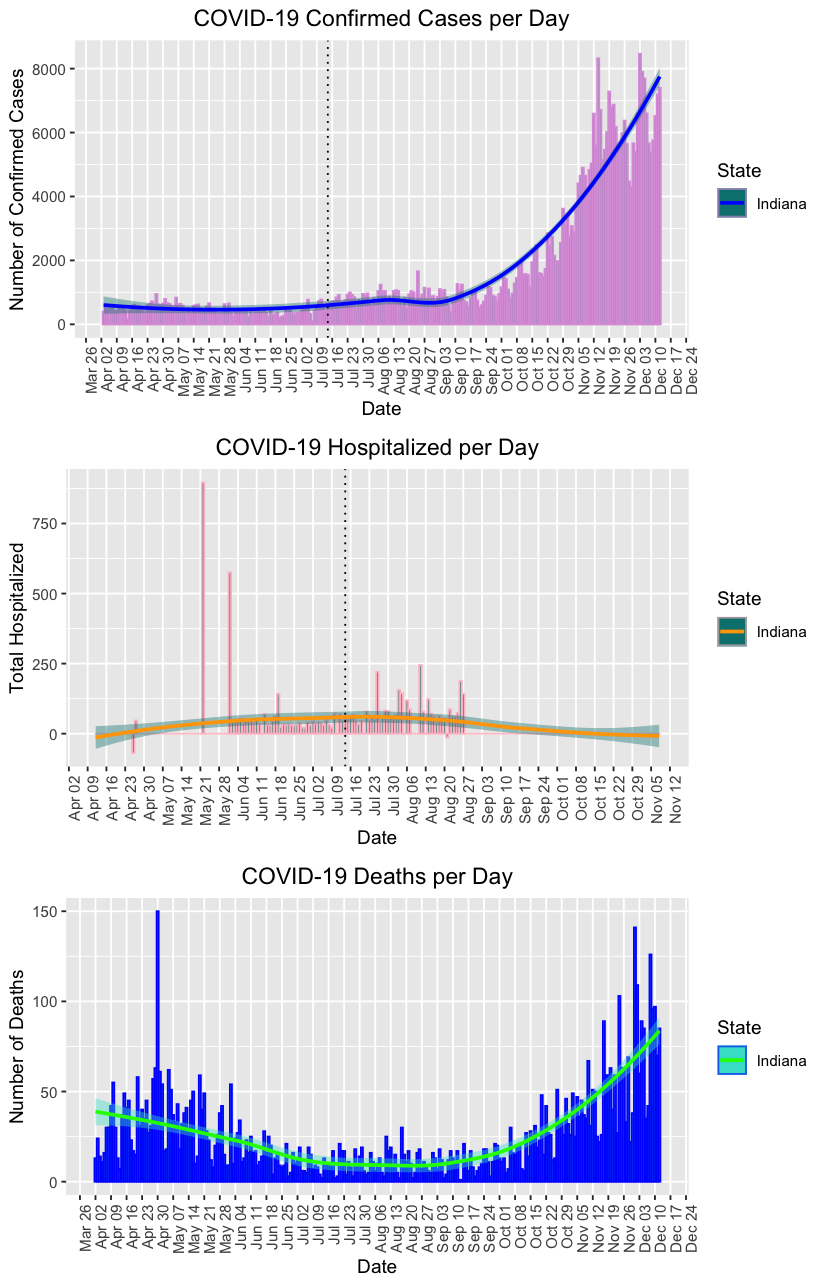 COVID-19 Confirmed Cases per Day
Number of Confirmed Cases
8000
6000
4000
2000
0
Mar 26
Apr 02
Apr 09
Apr 16
Apr 23
Apr 30
May 07
May 14
May 21
May 28
Jun 04
Jun 11
Jun 18
Jun 25
Jul 02
Jul 09
Jul 16
Jul 23
Jul 30
Aug 06
Aug 13
Aug 20
Aug 27
Sep 03
Sep 10
Sep 17
Sep 24
Oct 01
Oct 08
Oct 15
Oct 22
Oct 29
Nov 05
Nov 12
Nov 19
Nov 26
Dec 03
Dec 10
Dec 17
Dec 24
Date
State
Indiana
COVID-19 Hospitalized per Day
Total Hospitalized
750
500
250
0
Apr 02
Apr 09
Apr 16
Apr 23
Apr 30
May 07
May 14
May 21
May 28
Jun 04
Jun 11
Jun 18
Jun 25
Jul 02
Jul 09
Jul 16
Jul 23
Jul 30
Aug 06
Aug 13
Aug 20
Aug 27
Sep 03
Sep 10
Sep 17
Sep 24
Oct 01
Oct 08
Oct 15
Oct 22
Oct 29
Nov 05
Nov 12
Date
State
Indiana
COVID-19 Deaths per Day
Number of Deaths
150
100
50
0
Mar 26
Apr 02
Apr 09
Apr 16
Apr 23
Apr 30
May 07
May 14
May 21
May 28
Jun 04
Jun 11
Jun 18
Jun 25
Jul 02
Jul 09
Jul 16
Jul 23
Jul 30
Aug 06
Aug 13
Aug 20
Aug 27
Sep 03
Sep 10
Sep 17
Sep 24
Oct 01
Oct 08
Oct 15
Oct 22
Oct 29
Nov 05
Nov 12
Nov 19
Nov 26
Dec 03
Dec 10
Dec 17
Dec 24
Date
State
Indiana